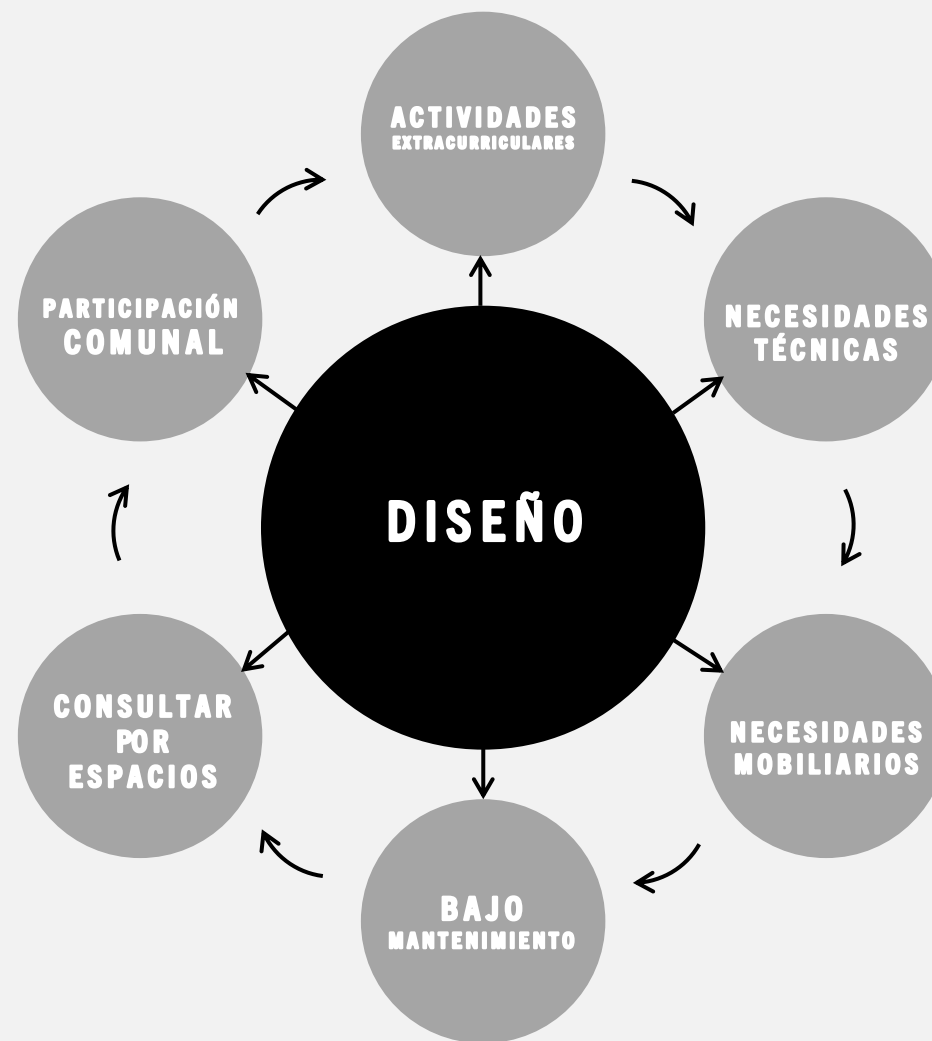 ACTIVIDADES
EXTRACURRICULARES
PARTICIPACIÓN
COMUNAL
NECESIDADES
TÉCNICAS
DISEÑO
CONSULTAR
POR
ESPACIOS
NECESIDADES
MOBILIARIOS
BAJO
MANTENIMIENTO